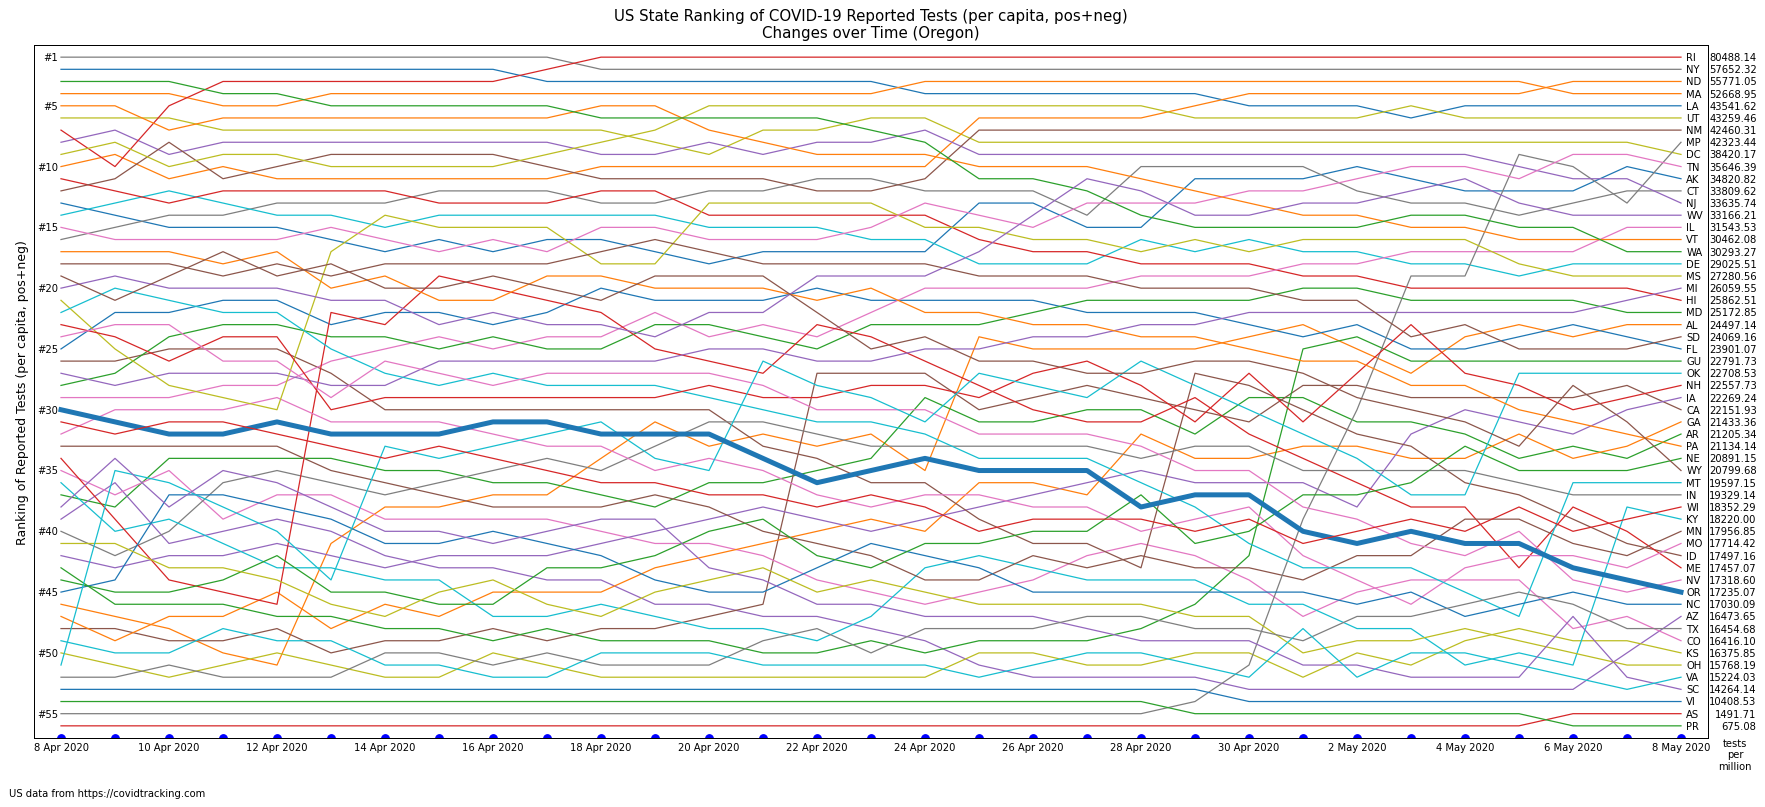 US State Ranking of COVID-19 Reported Tests (per capita, pos+neg)
Changes over Time (Oregon)
Ranking of Reported Tests (per capita, pos+neg)
#1
#5
#10
#15
#20
#25
#30
#35
#40
#45
#50
#55
RI 80488.14
NY 57652.32
ND 55771.05
MA 52668.95
LA 43541.62
UT 43259.46
NM 42460.31
MP 42323.44
DC 38420.17
TN 35646.39
AK 34820.82
CT 33809.62
NJ 33635.74
WV 33166.21
IL 31543.53
VT 30462.08
WA 30293.27
DE 29025.51
MS 27280.56
MI 26059.55
HI 25862.51
MD 25172.85
AL 24497.14
SD 24069.16
FL 23901.07
GU 22791.73
OK 22708.53
NH 22557.73
IA 22269.24
CA 22151.93
GA 21433.36
AR 21205.34
PA 21134.14
NE 20891.15
WY 20799.68
MT 19597.15
IN 19329.14
WI 18352.29
KY 18220.00
MN 17956.85
MO 17714.42
ID 17497.16
ME 17457.07
NV 17318.60
OR 17235.07
NC 17030.09
AZ 16473.65
TX 16454.68
CO 16416.10
KS 16375.85
OH 15768.19
VA 15224.03
SC 14264.14
VI 10408.53
AS 1491.71
PR 675.08
8 Apr 2020
10 Apr 2020
12 Apr 2020
14 Apr 2020
16 Apr 2020
18 Apr 2020
20 Apr 2020
22 Apr 2020
24 Apr 2020
26 Apr 2020
28 Apr 2020
30 Apr 2020
2 May 2020
4 May 2020
6 May 2020
8 May 2020
tests
per
million
US data from https://covidtracking.com